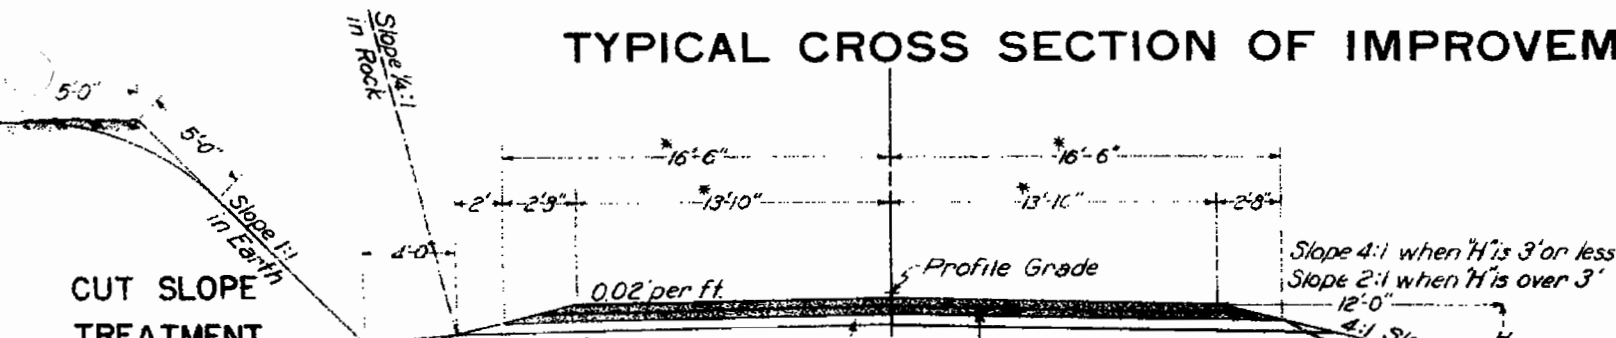 TYPICAL CROSS SECTION OF IMPROVEM
Slope 1/4:1
in Rock
5'-0"
5'-0"
*16'-6"
*16'-6"
2'
2'-8"
*13'-10"
*13'-10"
2'-8"
Slope 1:1
in Earth
4'-0"
Slope 4:1 when "H" is 3' or less
Slope 2:1 when "H" is over 3'
Profile Grade
0.02' per ft.
12'-0"
CUT SLOPE
TREATMENT
4:1
H